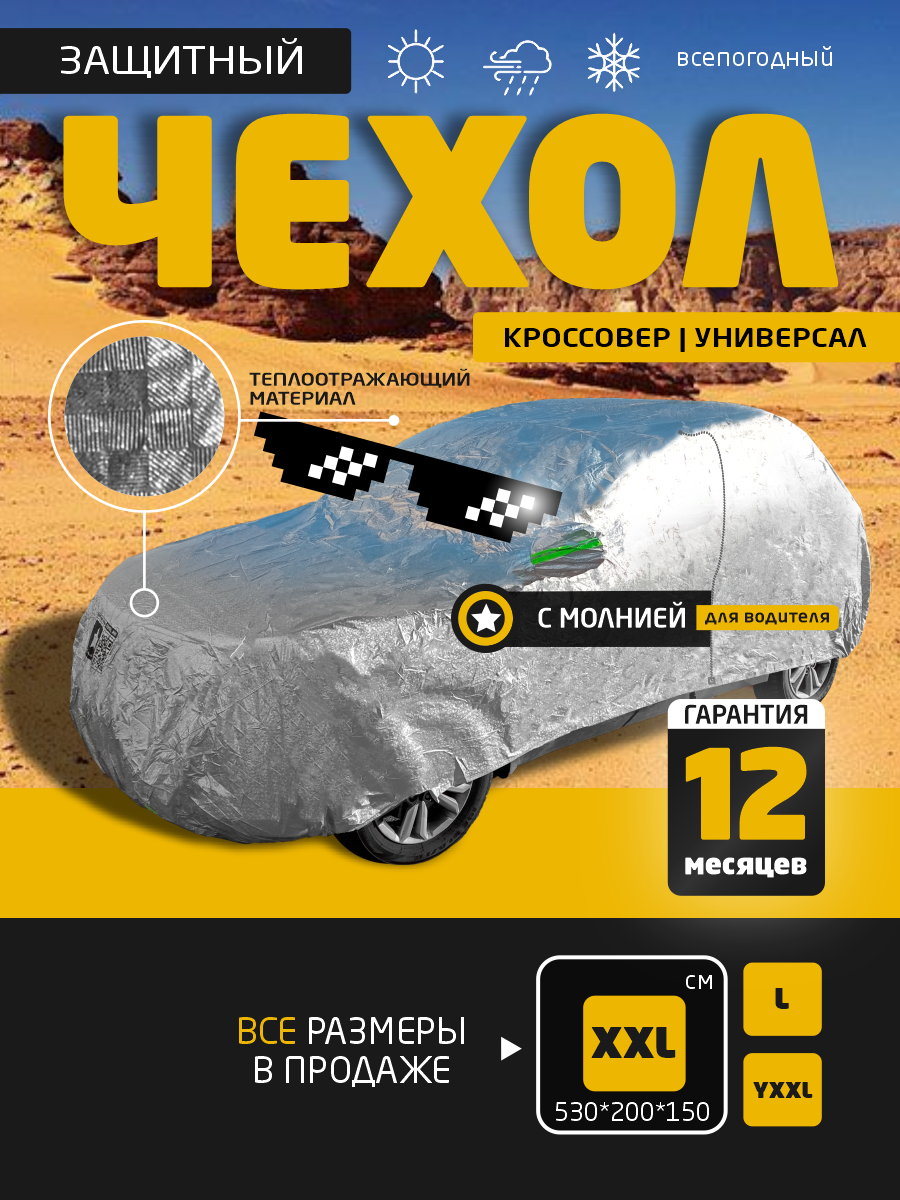 ЗАЩИТНЫЙ
всепогодный
ЧЕХОЛ
КРОССОВЕР | УНИВЕРСАЛ
ТЕПЛООТРАЖАЮЩИЙ
МАТЕРИАЛ
С МОЛНИЕЙ для водителя
ГАРАНТИЯ
12
месяцев
ВСЕ РАЗМЕРЫ
В ПРОДАЖЕ
см
XXL
530*200*150
L
YXXL